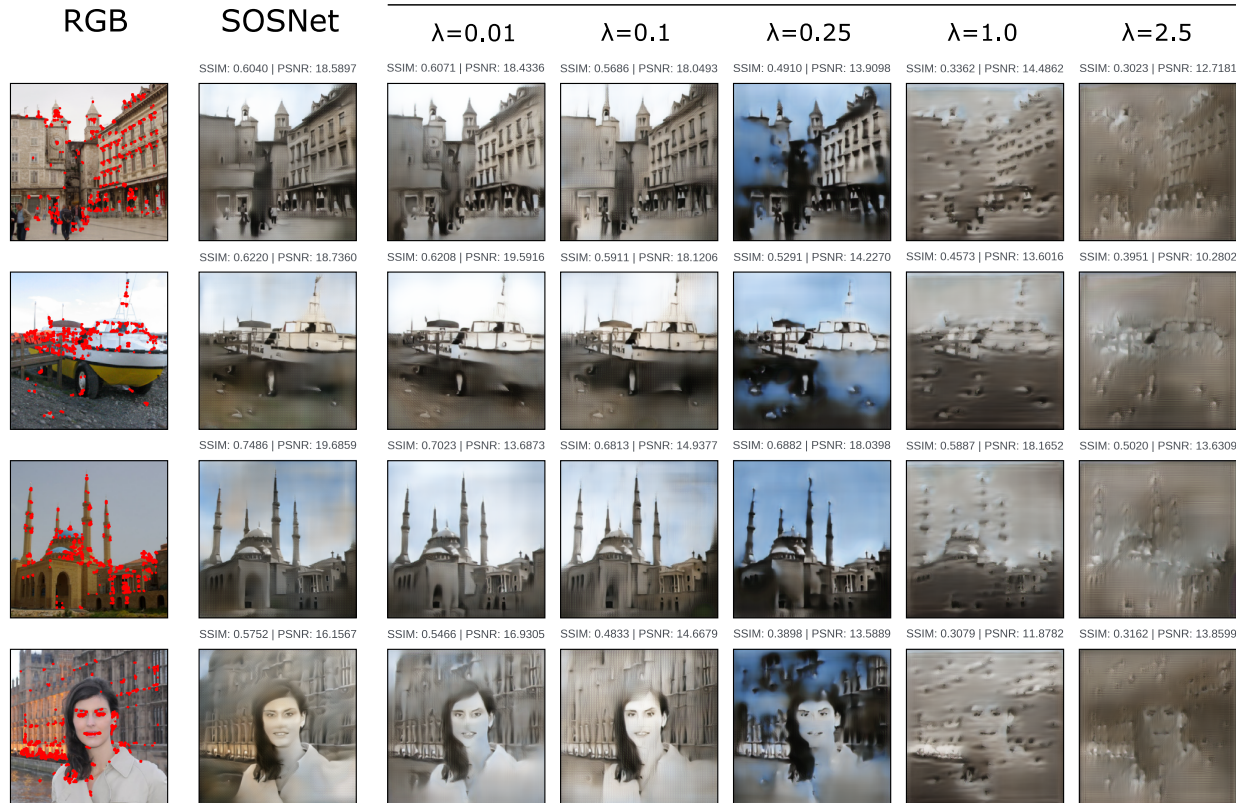 RGB SOSNet
λ=0.01 λ=0.1 λ=0.25 λ=1.0 λ=2.5
SSIM: 0.6040 | PSNR: 18.5897 SSIM: 0.6071 | PSNR: 18.4336 SSIM: 0.5686 | PSNR: 18.0493 SSIM: 0.4910 | PSNR: 13.9098 SSIM: 0.3362 | PSNR: 14.4862 SSIM: 0.3023 | PSNR: 12.7181
SSIM: 0.6220 | PSNR: 18.7360 SSIM: 0.6208 | PSNR: 19.5916 SSIM: 0.5911 | PSNR: 18.1206 SSIM: 0.5291 | PSNR: 14.2270 SSIM: 0.4573 | PSNR: 13.6016 SSIM: 0.3951 | PSNR: 10.2802
SSIM: 0.7486 | PSNR: 19.6859 SSIM: 0.7023 | PSNR: 13.6873 SSIM: 0.6813 | PSNR: 14.9377 SSIM: 0.6882 | PSNR: 18.0398 SSIM: 0.5887 | PSNR: 18.1652 SSIM: 0.5020 | PSNR: 13.6309
SSIM: 0.5752 | PSNR: 16.1567 SSIM: 0.5466 | PSNR: 16.9305 SSIM: 0.4833 | PSNR: 14.6679 SSIM: 0.3898 | PSNR: 13.5889 SSIM: 0.3079 | PSNR: 11.8782 SSIM: 0.3162 | PSNR: 13.8599